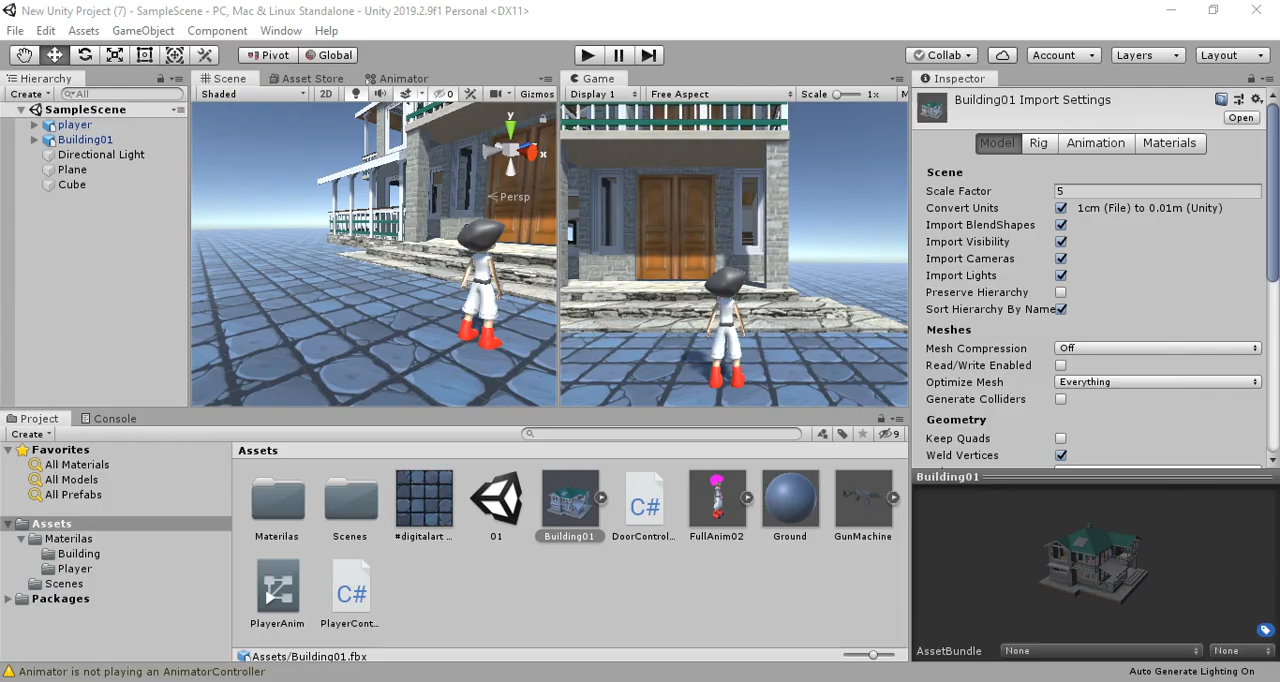 New Unity Project (7) - SampleScene - PC, Mac & Linux Standalone - Unity 2019.2.9f1 Personal <DX11>
File Edit Assets GameObject Component Window Help
Pivot Global Collab Account Layers Layout
Hierarchy
Create All
SampleScene
player
Building01
Directional Light
Plane
Cube
Scene Asset Store Animator
Shaded 2D 0 Gizmos
y
x
Persp
Game
Display 1 Free Aspect Scale 1x M
Inspector
Building01 Import Settings
Open
Model Rig Animation Materials
Scene
Scale Factor 5
Convert Units 1cm (File) to 0.01m (Unity)
Import BlendShapes
Import Visibility
Import Cameras
Import Lights
Preserve Hierarchy
Sort Hierarchy By Name
Meshes
Mesh Compression Off
Read/Write Enabled
Optimize Mesh Everything
Generate Colliders
Geometry
Keep Quads
Weld Vertices
Project Console
Create 9
Favorites
All Materials
All Models
All Prefabs
Assets
Materilas
Building
Player
Scenes
Packages
Assets
Materilas Scenes #digitalart ... 01 Building01 DoorControl... FullAnim02 Ground GunMachine
PlayerAnim PlayerCont...
Assets/Building01.fbx
Building01
AssetBundle None None
Animator is not playing an AnimatorController
Auto Generate Lighting On